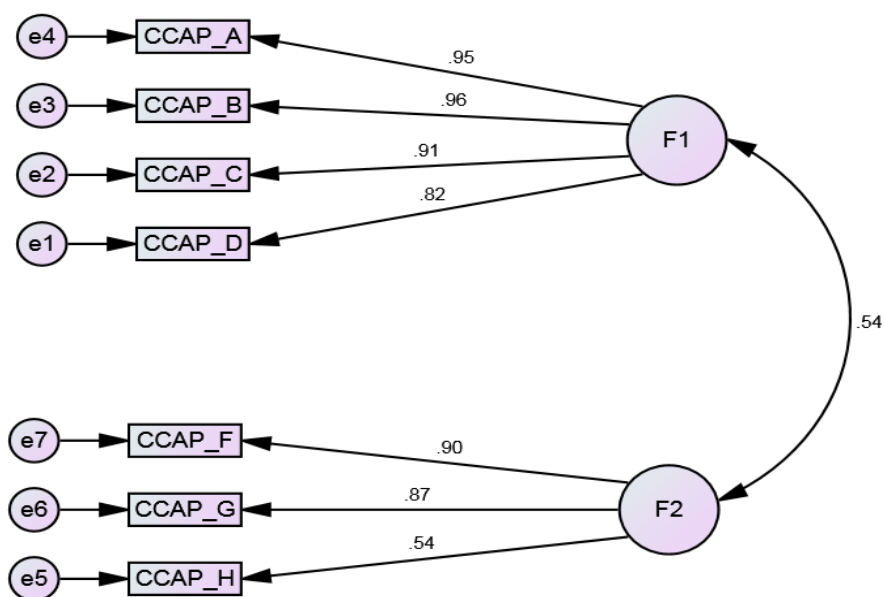 e4
CCAP_A
.95
e3
CCAP_B
.96
F1
e2
CCAP_C
.91
e1
CCAP_D
.82
.54
e7
CCAP_F
.90
e6
CCAP_G
.87
F2
e5
CCAP_H
.54